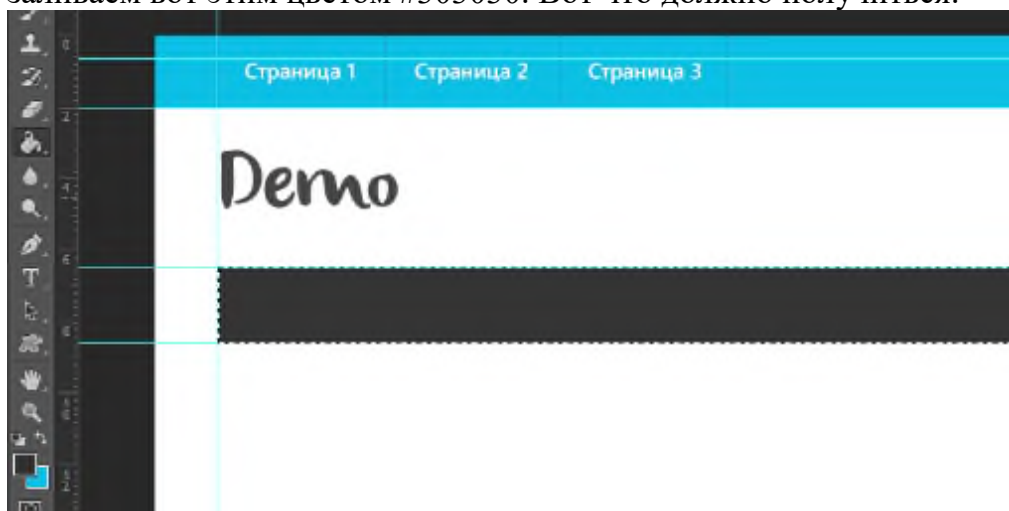 заливаем вот этим цветом #303030. Вот что должно получиться:
Страница 1 Страница 2 Страница 3
Demo